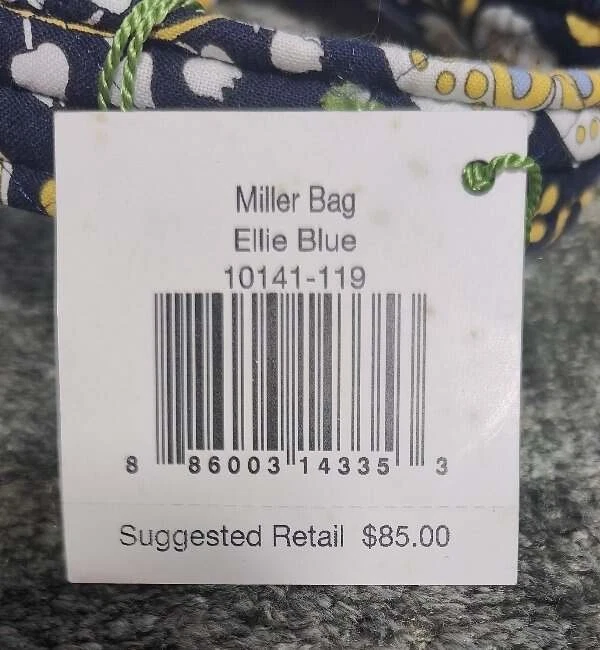 Miller Bag
Ellie Blue
10141-119
8 86003 14335 3
Suggested Retail $85.00